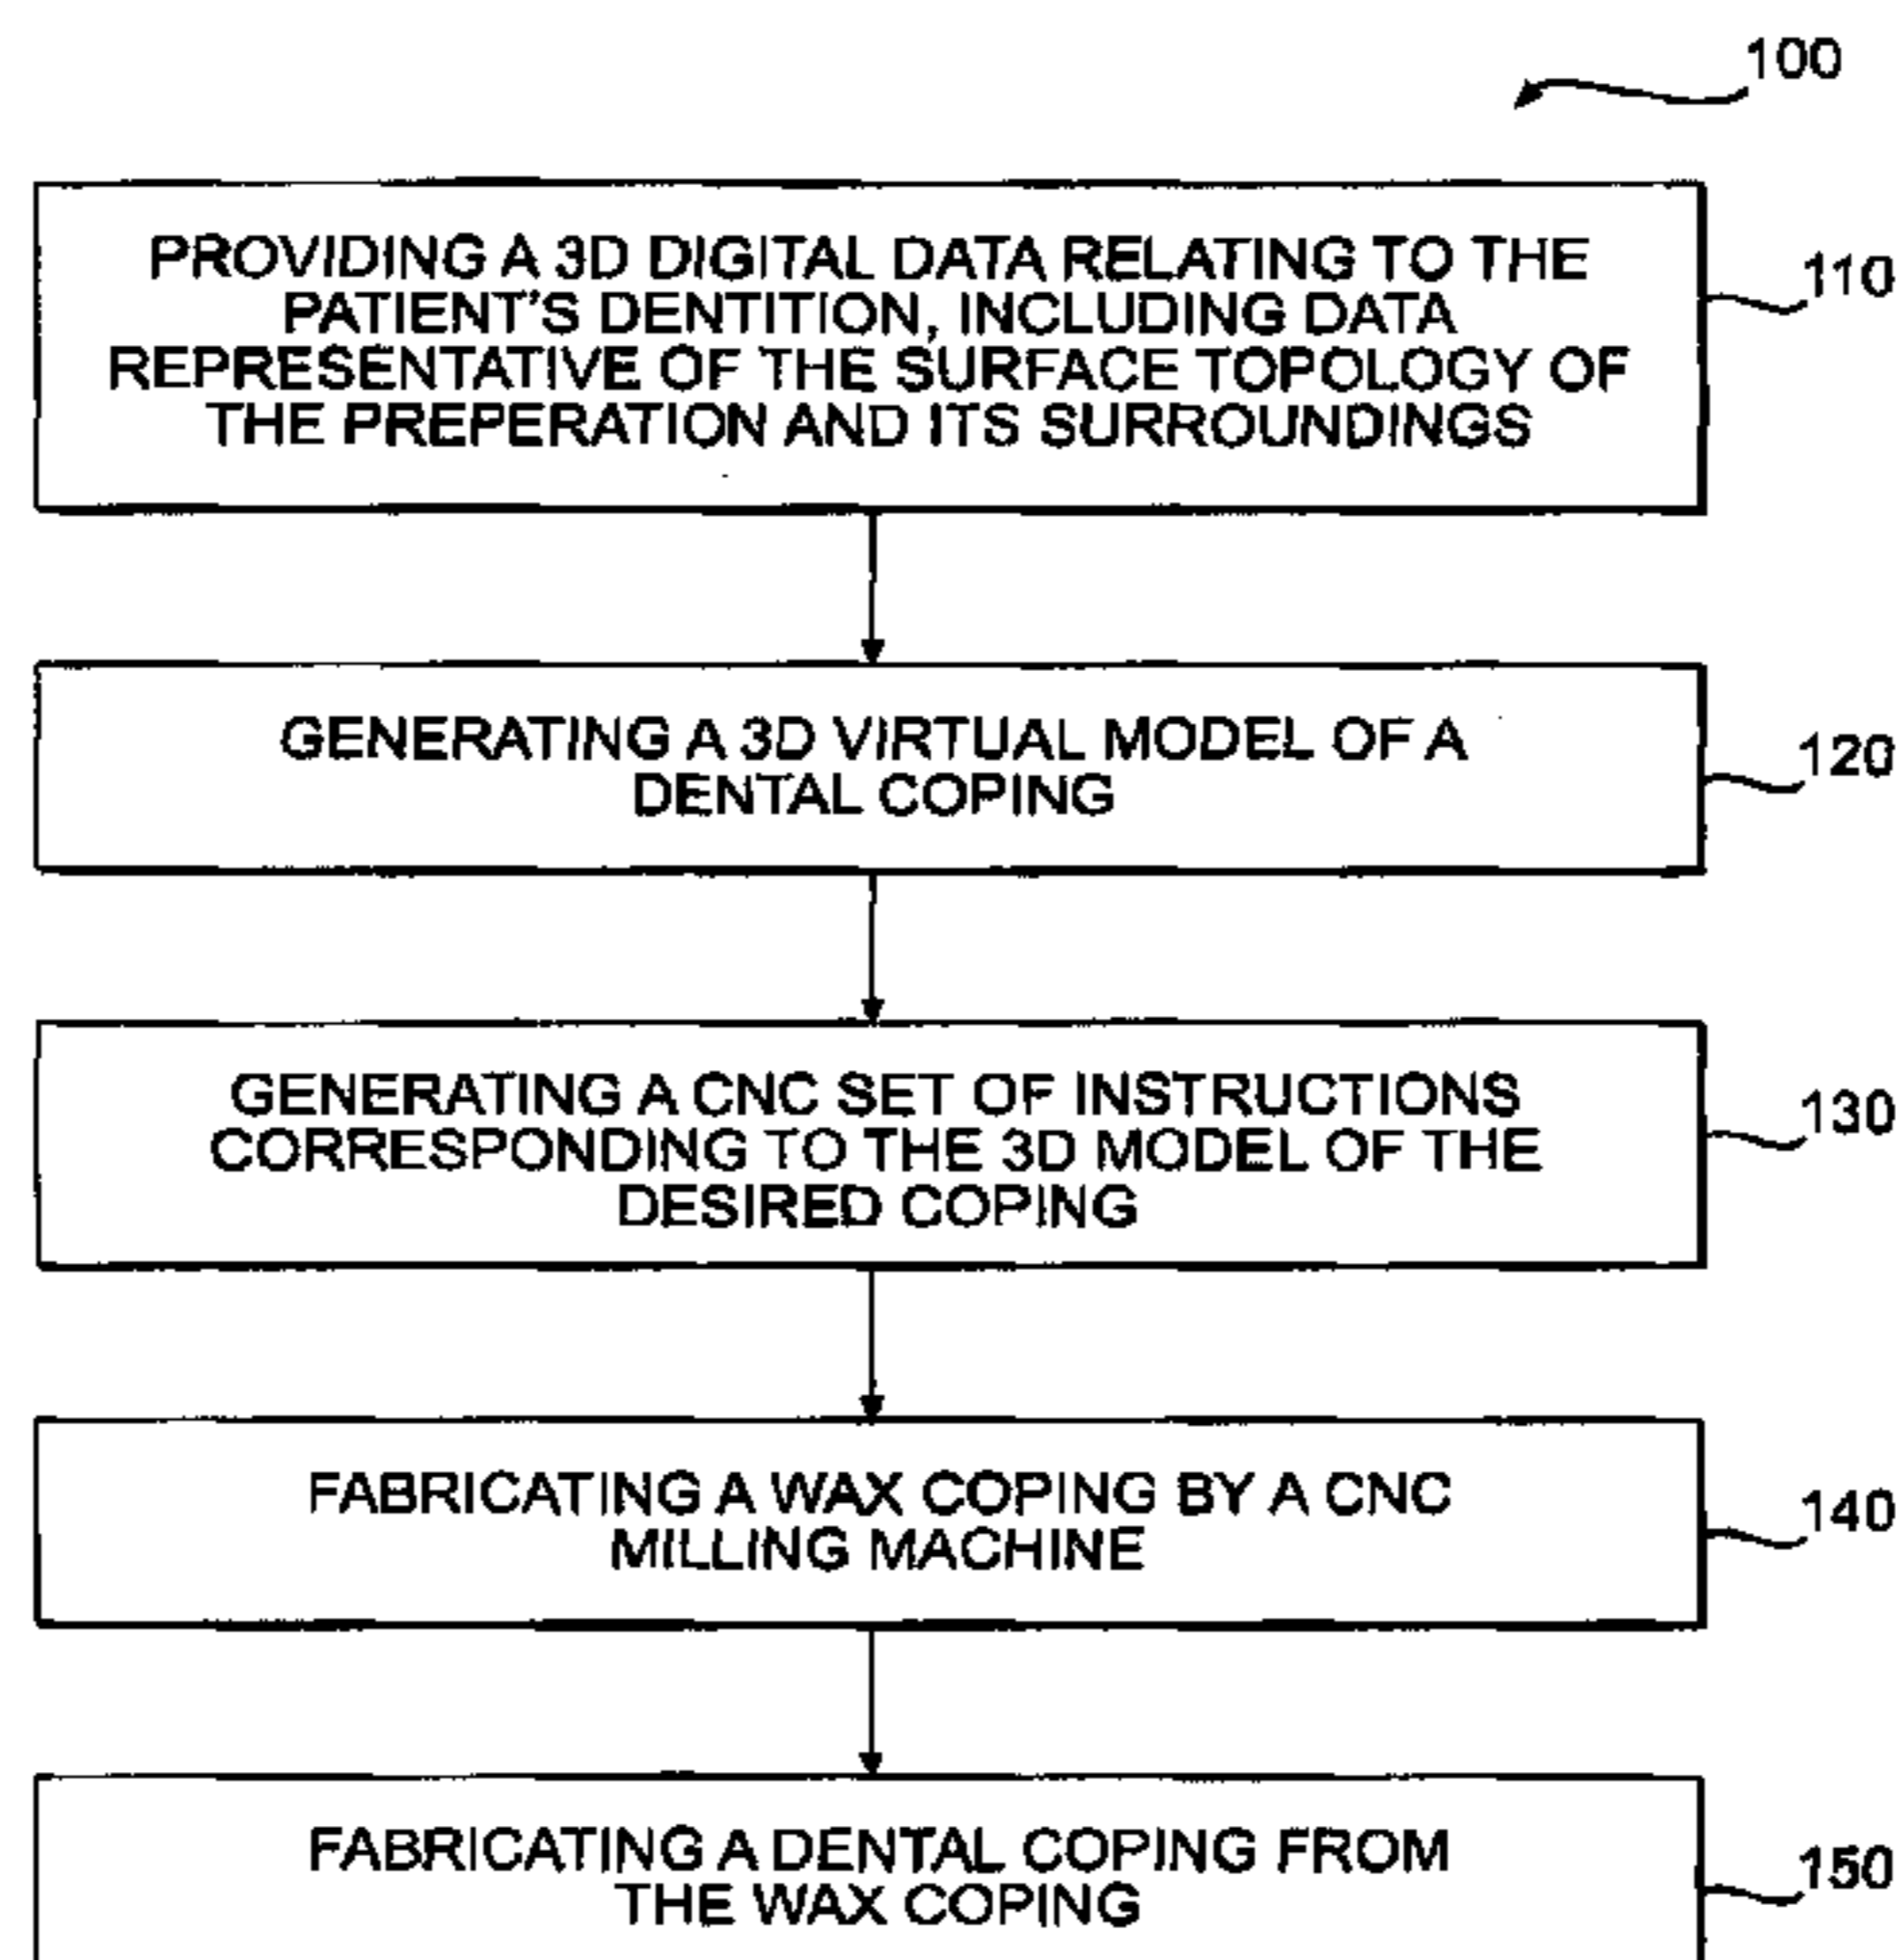 100
PROVIDING A 3D DIGITAL DATA RELATING TO THE
PATIENT'S DENTITION, INCLUDING DATA
REPRESENTATIVE OF THE SURFACE TOPOLOGY OF
THE PREPERATION AND ITS SURROUNDINGS
110
GENERATING A 3D VIRTUAL MODEL OF A
DENTAL COPING
120
GENERATING A CNC SET OF INSTRUCTIONS
CORRESPONDING TO THE 3D MODEL OF THE
DESIRED COPING
130
FABRICATING A WAX COPING BY A CNC
MILLING MACHINE
140
FABRICATING A DENTAL COPING FROM
THE WAX COPING
150